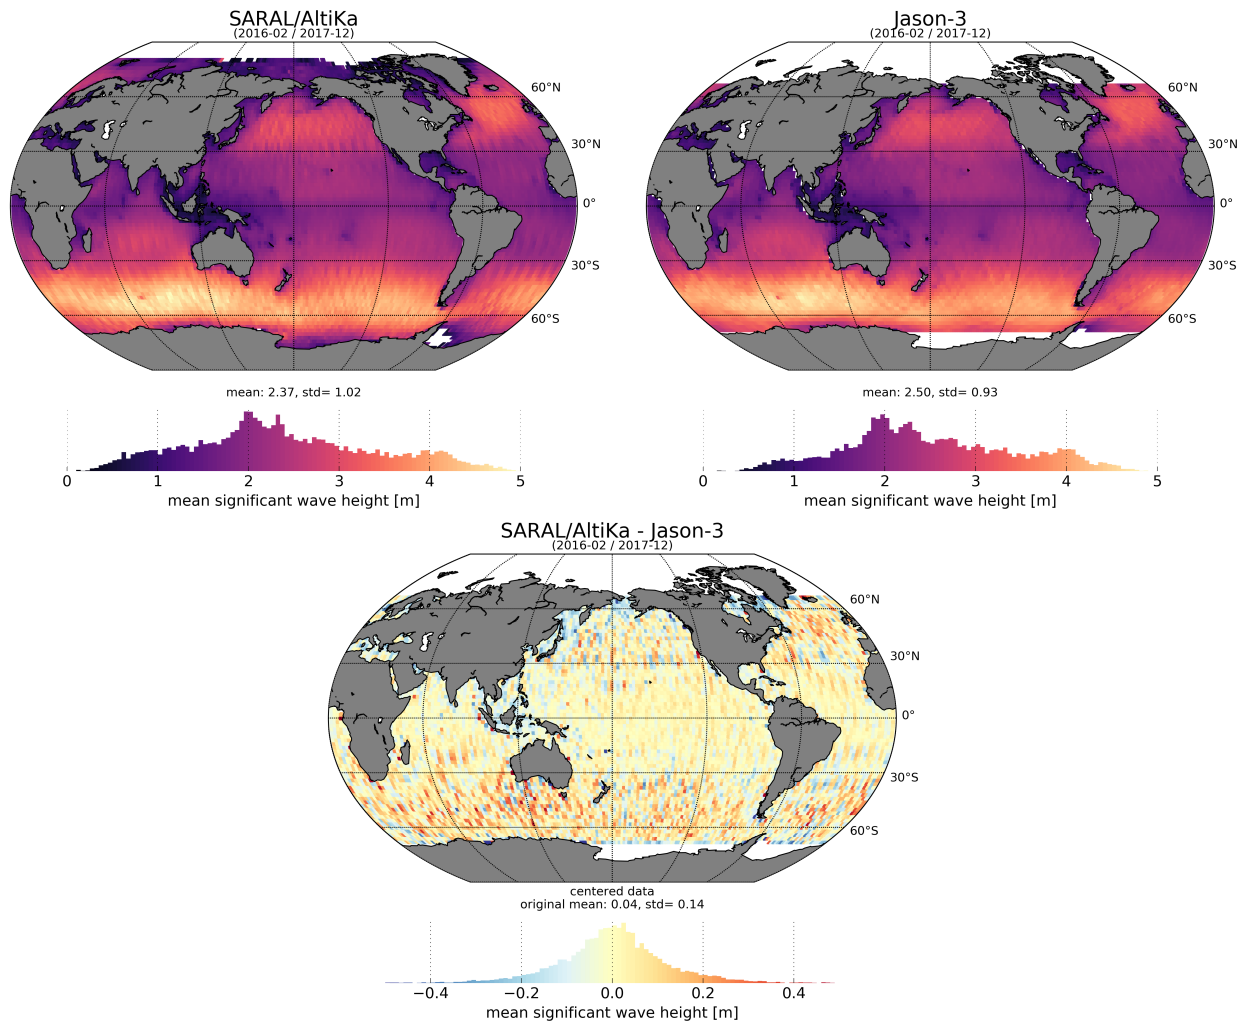 SARAL/AltiKa
(2016-02 / 2017-12)
60°N
30°N
0°
30°S
60°S
mean: 2.37, std= 1.02
0 1 2 3 4 5
mean significant wave height [m]
Jason-3
(2016-02 / 2017-12)
60°N
30°N
0°
30°S
60°S
mean: 2.50, std= 0.93
0 1 2 3 4 5
mean significant wave height [m]
SARAL/AltiKa - Jason-3
(2016-02 / 2017-12)
60°N
30°N
0°
30°S
60°S
centered data
original mean: 0.04, std= 0.14
−0.4 −0.2 0.0 0.2 0.4
mean significant wave height [m]